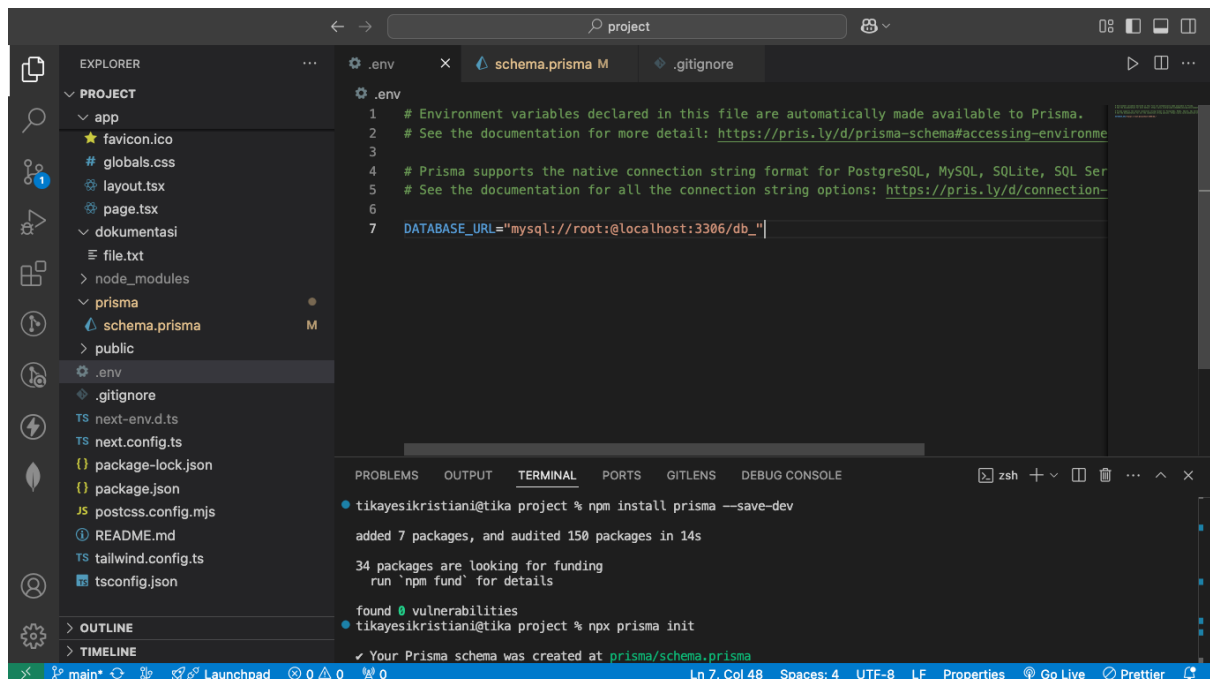 project
EXPLORER
PROJECT
app
favicon.ico
globals.css
layout.tsx
page.tsx
dokumentasi
file.txt
node_modules
prisma
schema.prisma M
public
.env
.gitignore
TS next-env.d.ts
TS next.config.ts
{} package-lock.json
{} package.json
JS postcss.config.mjs
README.md
TS tailwind.config.ts
tsconfig.json
OUTLINE
TIMELINE
.env
schema.prisma M
.gitignore
.env
1 # Environment variables declared in this file are automatically made available to Prisma.
2 # See the documentation for more detail: https://pris.ly/d/prisma-schema#accessing-environme
3
4 # Prisma supports the native connection string format for PostgreSQL, MySQL, SQLite, SQL Ser
5 # See the documentation for all the connection string options: https://pris.ly/d/connection-
6
7 DATABASE_URL="mysql://root:@localhost:3306/db_"
PROBLEMS OUTPUT TERMINAL PORTS GITLENS DEBUG CONSOLE
zsh
tikayesikristiani@tika project % npm install prisma --save-dev
added 7 packages, and audited 150 packages in 14s
34 packages are looking for funding
run `npm fund` for details
found 0 vulnerabilities
tikayesikristiani@tika project % npx prisma init
✔ Your Prisma schema was created at prisma/schema.prisma
1
main* Launchpad 0 0 0 Ln 7, Col 48 Spaces: 4 UTF-8 LF Properties Go Live Prettier